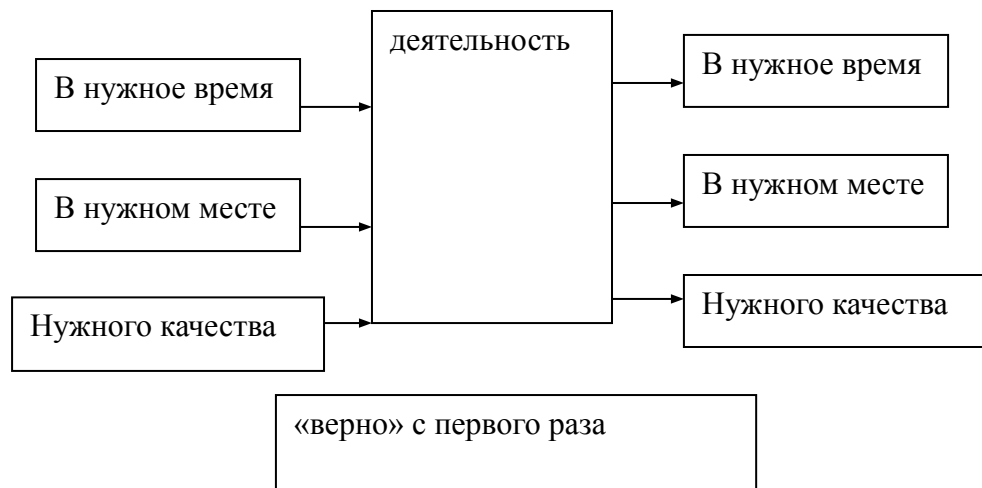 деятельность
В нужное время
В нужном месте
Нужного качества
В нужное время
В нужном месте
Нужного качества
«верно» с первого раза